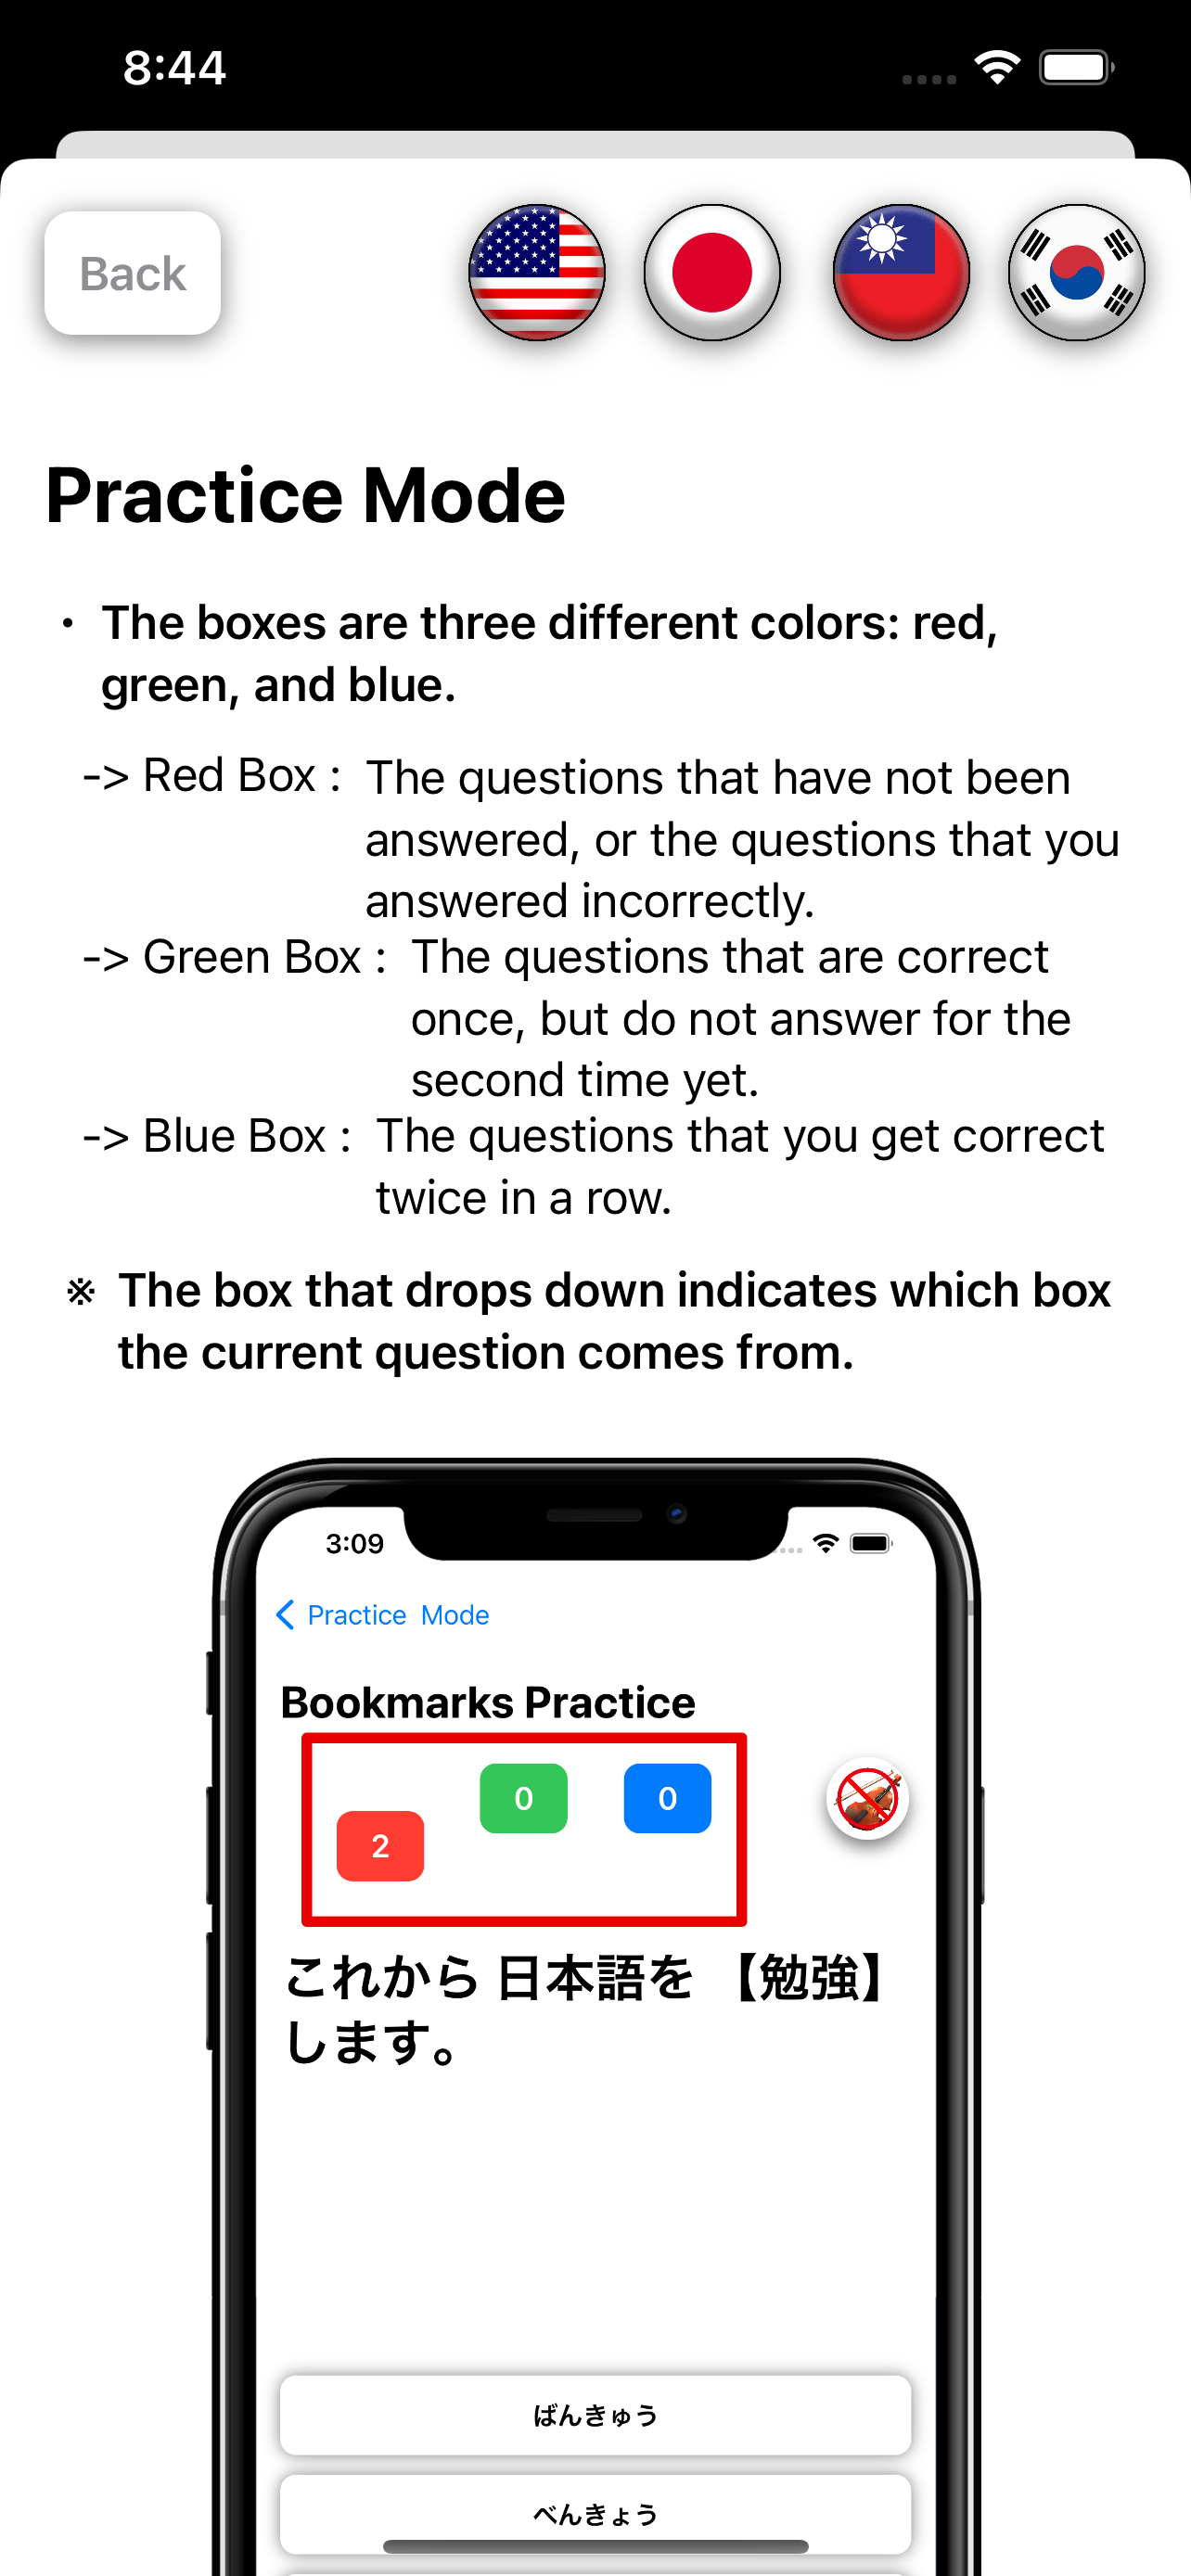 8:44
Back
Practice Mode
・ The boxes are three different colors: red,
green, and blue.
-> Red Box : The questions that have not been
answered, or the questions that you
answered incorrectly.
-> Green Box : The questions that are correct
once, but do not answer for the
second time yet.
-> Blue Box : The questions that you get correct
twice in a row.
※ The box that drops down indicates which box
the current question comes from.
3:09
Practice Mode
Bookmarks Practice
0 0
2
これから 日本語を 【勉強】
します。
ばんきゅう
べんきょう